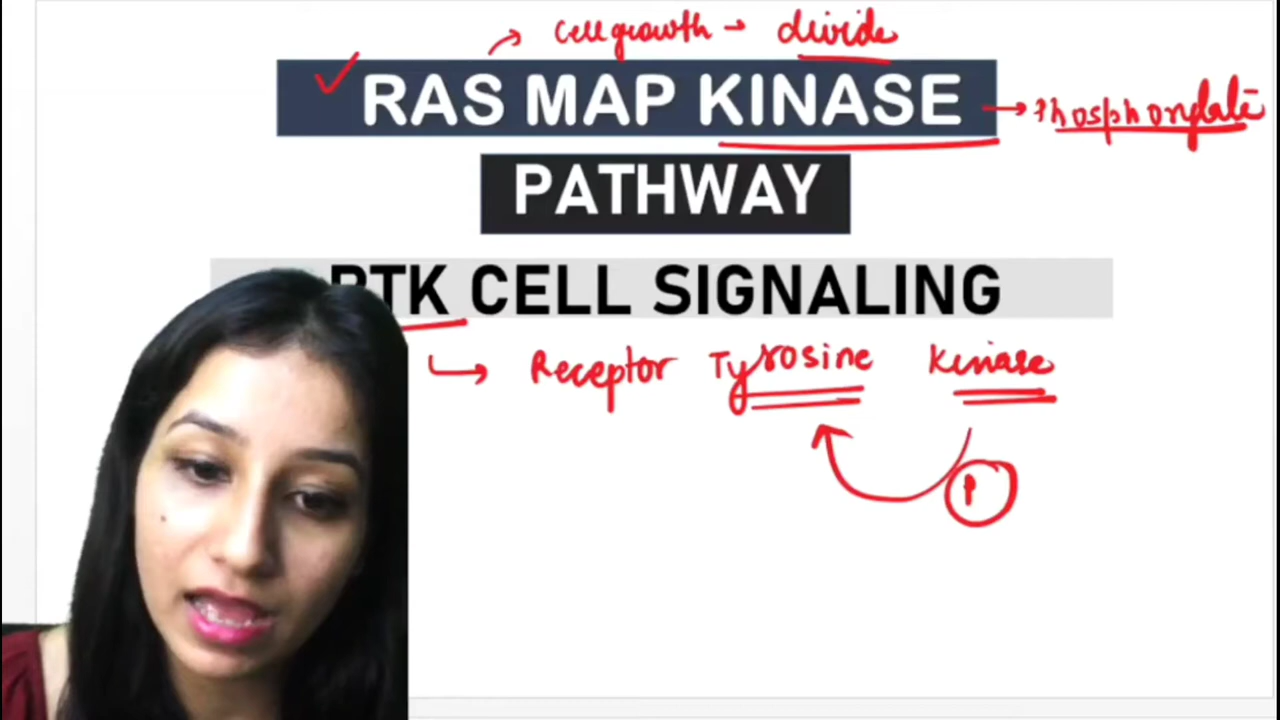 Cell growth → divide
✓ RAS MAP KINASE → Phosphorylate
PATHWAY
RTK CELL SIGNALING
↳ Receptor Tyrosine Kinase
P